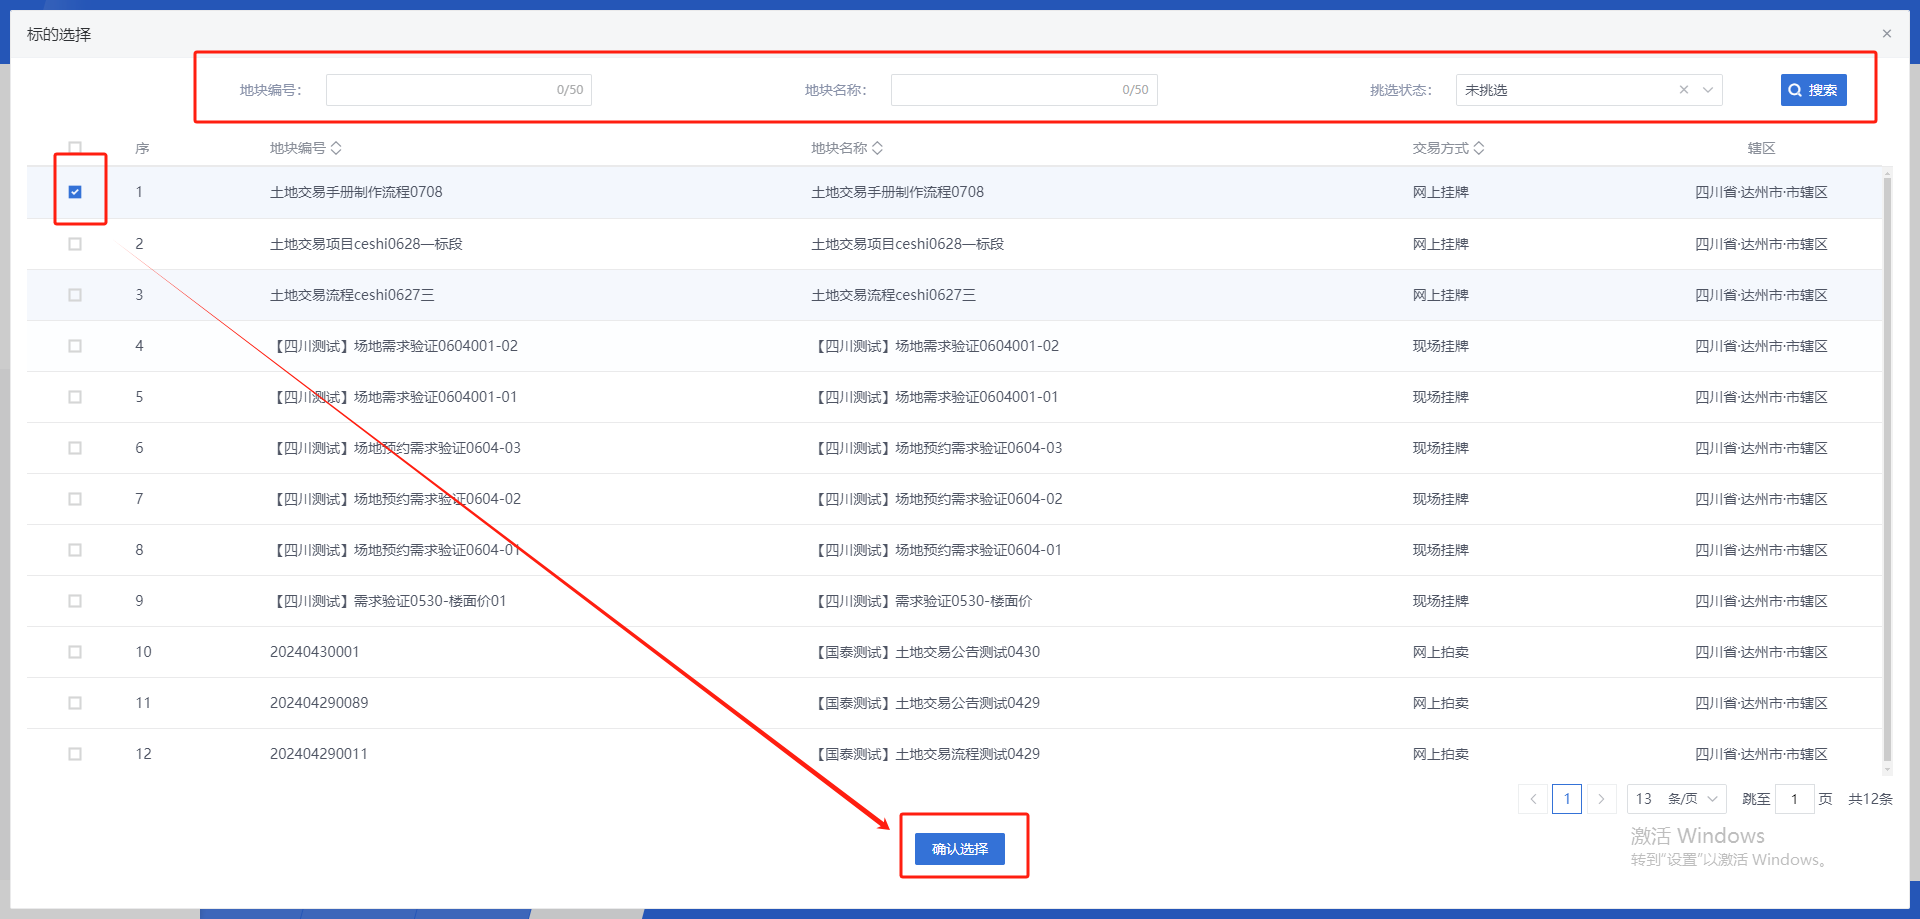 标的选择
地块编号： 0/50 地块名称： 0/50 挑选状态： 未挑选 搜索
序 地块编号 地块名称 交易方式 辖区
1 土地交易手册制作流程0708 土地交易手册制作流程0708 网上挂牌 四川省·达州市·市辖区
2 土地交易项目ceshi0628—标段 土地交易项目ceshi0628—标段 网上挂牌 四川省·达州市·市辖区
3 土地交易流程ceshi0627三 土地交易流程ceshi0627三 网上挂牌 四川省·达州市·市辖区
4 【四川测试】场地需求验证0604001-02 【四川测试】场地需求验证0604001-02 现场挂牌 四川省·达州市·市辖区
5 【四川测试】场地需求验证0604001-01 【四川测试】场地需求验证0604001-01 现场挂牌 四川省·达州市·市辖区
6 【四川测试】场地预约需求验证0604-03 【四川测试】场地预约需求验证0604-03 现场挂牌 四川省·达州市·市辖区
7 【四川测试】场地预约需求验证0604-02 【四川测试】场地预约需求验证0604-02 现场挂牌 四川省·达州市·市辖区
8 【四川测试】场地预约需求验证0604-01 【四川测试】场地预约需求验证0604-01 现场挂牌 四川省·达州市·市辖区
9 【四川测试】需求验证0530-楼面价01 【四川测试】需求验证0530-楼面价 现场挂牌 四川省·达州市·市辖区
10 20240430001 【国泰测试】土地交易公告测试0430 网上拍卖 四川省·达州市·市辖区
11 202404290089 【国泰测试】土地交易公告测试0429 网上拍卖 四川省·达州市·市辖区
12 202404290011 【国泰测试】土地交易流程测试0429 网上拍卖 四川省·达州市·市辖区
1 13 条/页 跳至 1 页 共12条
激活 Windows
转到“设置”以激活 Windows。
确认选择